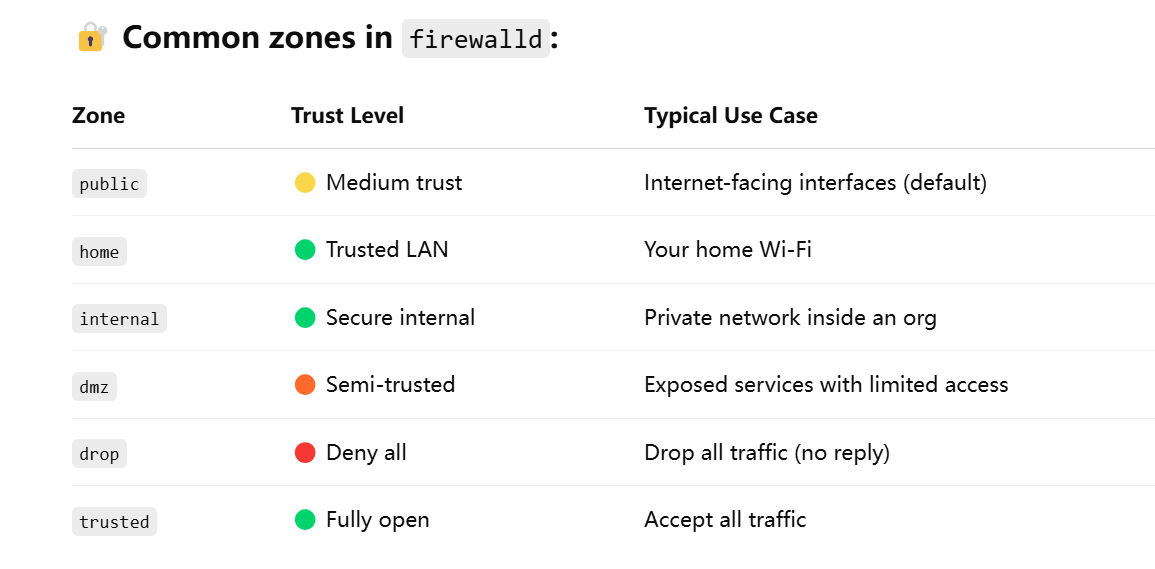 Common zones in firewalld:
Zone Trust Level Typical Use Case
public Medium trust Internet-facing interfaces (default)
home Trusted LAN Your home Wi-Fi
internal Secure internal Private network inside an org
dmz Semi-trusted Exposed services with limited access
drop Deny all Drop all traffic (no reply)
trusted Fully open Accept all traffic